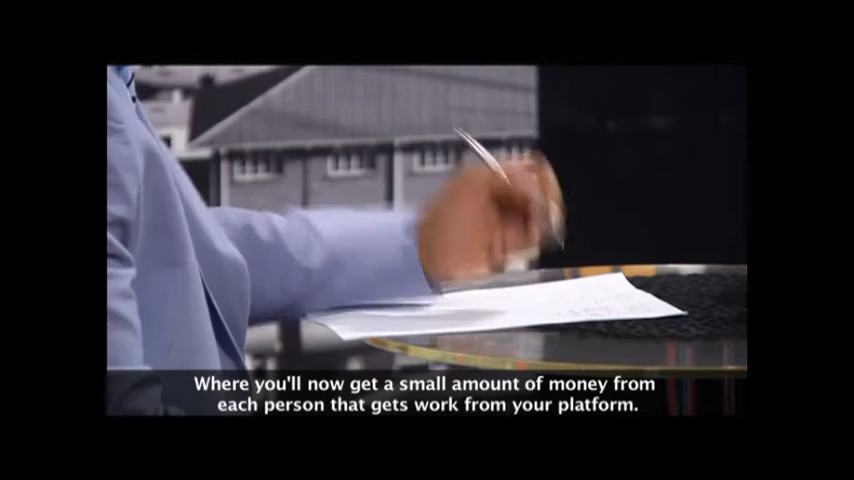 Where you'll now get a small amount of money from
each person that gets work from your platform.